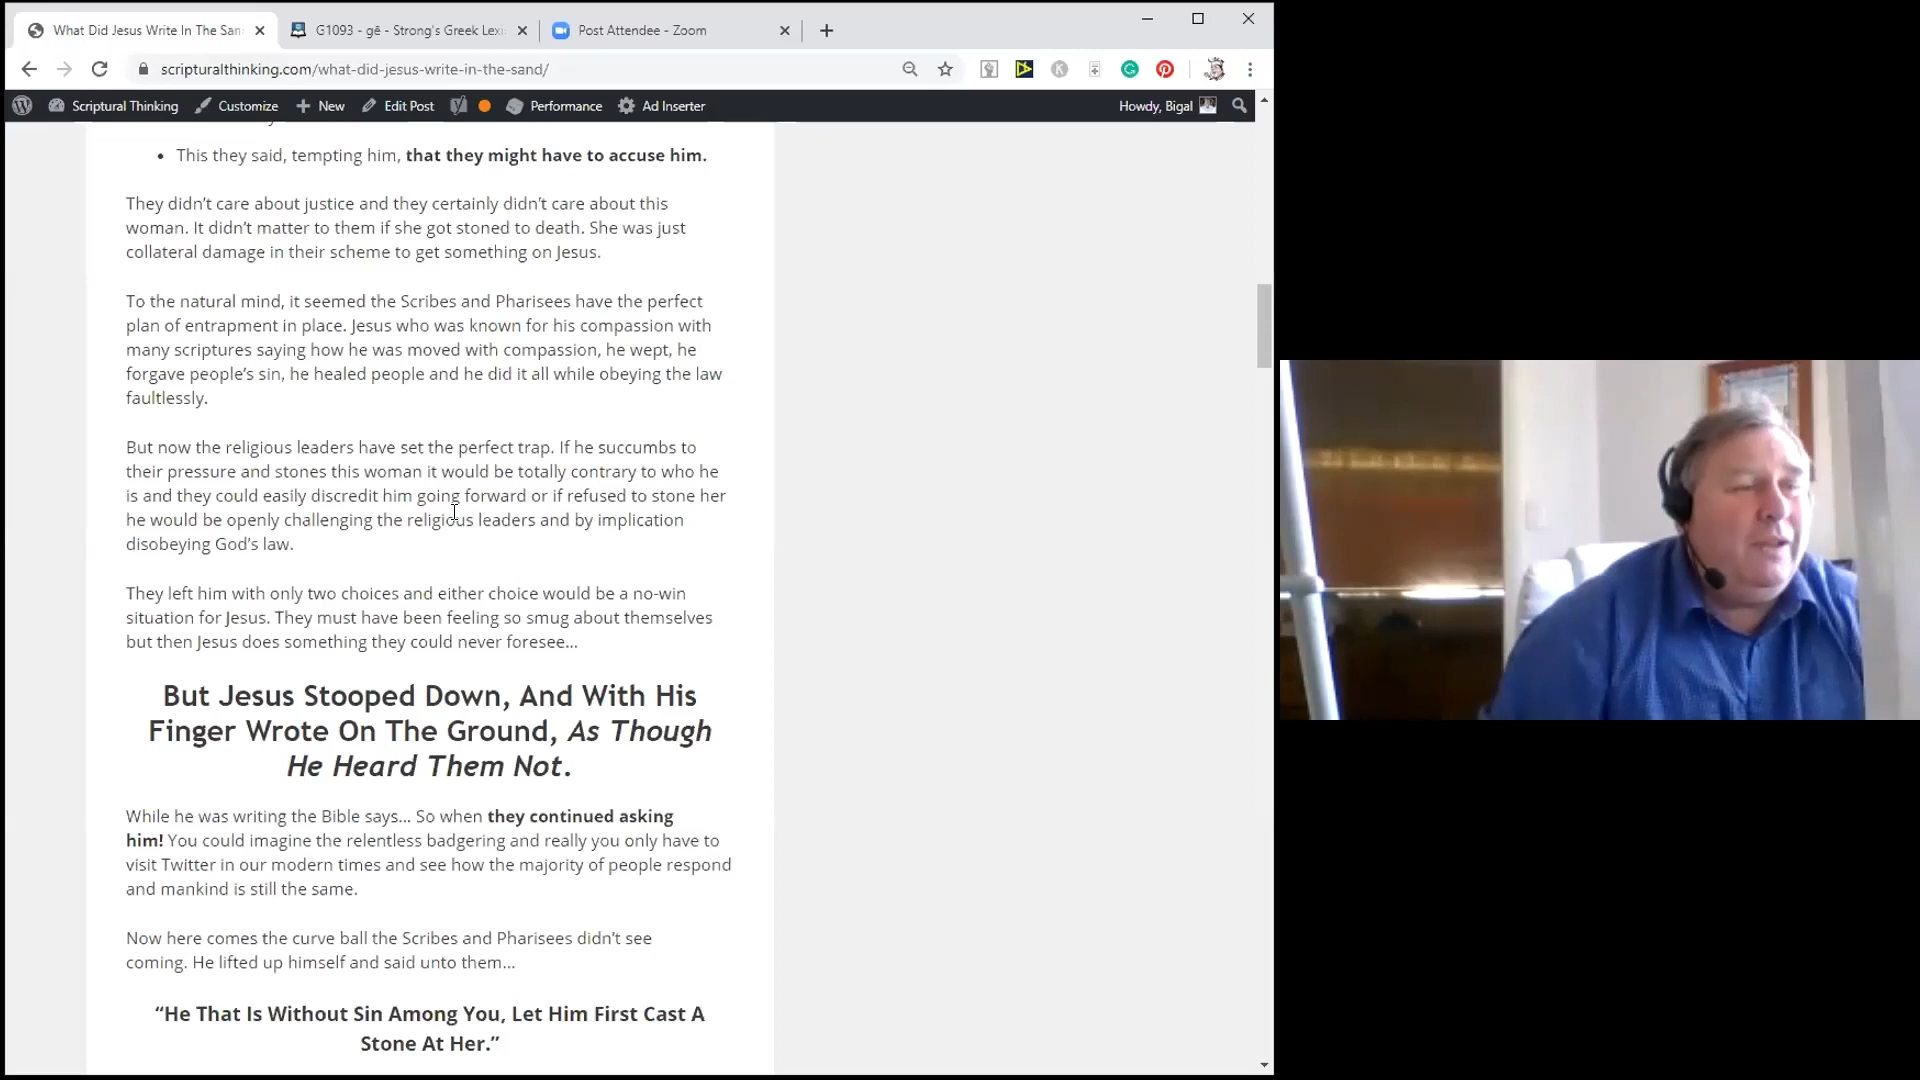 What Did Jesus Write In The San
G1093 - gē - Strong's Greek Lexi
Post Attendee - Zoom
scripturalthinking.com/what-did-jesus-write-in-the-sand/
Scriptural Thinking Customize New Edit Post Performance Ad Inserter Howdy, Bigal
• This they said, tempting him, that they might have to accuse him.
They didn’t care about justice and they certainly didn’t care about this
woman. It didn’t matter to them if she got stoned to death. She was just
collateral damage in their scheme to get something on Jesus.
To the natural mind, it seemed the Scribes and Pharisees have the perfect
plan of entrapment in place. Jesus who was known for his compassion with
many scriptures saying how he was moved with compassion, he wept, he
forgave people’s sin, he healed people and he did it all while obeying the law
faultlessly.
But now the religious leaders have set the perfect trap. If he succumbs to
their pressure and stones this woman it would be totally contrary to who he
is and they could easily discredit him going forward or if refused to stone her
he would be openly challenging the religious leaders and by implication
disobeying God’s law.
They left him with only two choices and either choice would be a no-win
situation for Jesus. They must have been feeling so smug about themselves
but then Jesus does something they could never foresee…
But Jesus Stooped Down, And With His
Finger Wrote On The Ground, As Though
He Heard Them Not.
While he was writing the Bible says… So when they continued asking
him! You could imagine the relentless badgering and really you only have to
visit Twitter in our modern times and see how the majority of people respond
and mankind is still the same.
Now here comes the curve ball the Scribes and Pharisees didn’t see
coming. He lifted up himself and said unto them…
“He That Is Without Sin Among You, Let Him First Cast A
Stone At Her.”